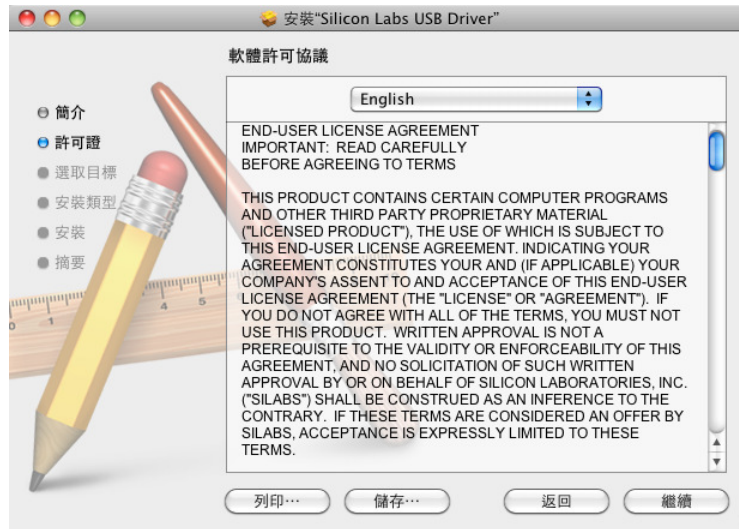 安裝“Silicon Labs USB Driver”
軟體許可協議
簡介
許可證
選取目標
安裝類型
安裝
摘要
English
END-USER LICENSE AGREEMENT
IMPORTANT: READ CAREFULLY
BEFORE AGREEING TO TERMS
THIS PRODUCT CONTAINS CERTAIN COMPUTER PROGRAMS
AND OTHER THIRD PARTY PROPRIETARY MATERIAL
("LICENSED PRODUCT"), THE USE OF WHICH IS SUBJECT TO
THIS END-USER LICENSE AGREEMENT. INDICATING YOUR
AGREEMENT CONSTITUTES YOUR AND (IF APPLICABLE) YOUR
COMPANY'S ASSENT TO AND ACCEPTANCE OF THIS END-USER
LICENSE AGREEMENT (THE "LICENSE" OR "AGREEMENT"). IF
YOU DO NOT AGREE WITH ALL OF THE TERMS, YOU MUST NOT
USE THIS PRODUCT. WRITTEN APPROVAL IS NOT A
PREREQUISITE TO THE VALIDITY OR ENFORCEABILITY OF THIS
AGREEMENT, AND NO SOLICITATION OF SUCH WRITTEN
APPROVAL BY OR ON BEHALF OF SILICON LABORATORIES, INC.
("SILABS") SHALL BE CONSTRUED AS AN INFERENCE TO THE
CONTRARY. IF THESE TERMS ARE CONSIDERED AN OFFER BY
SILABS, ACCEPTANCE IS EXPRESSLY LIMITED TO THESE
TERMS.
0 1 4 5
列印⋯ 儲存⋯ 返回 繼續